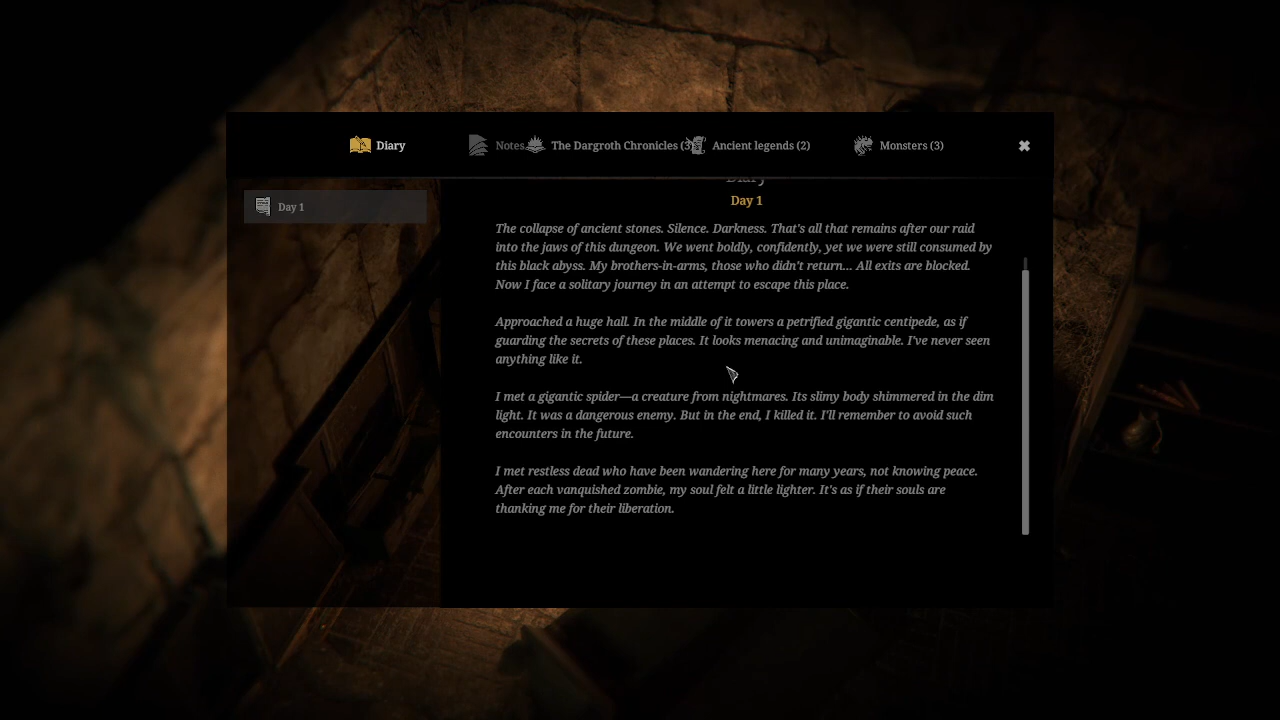 Diary
Notes
The Dargroth Chronicles (3)
Ancient legends (2)
Monsters (3)
Day 1
Diary
Day 1
The collapse of ancient stones. Silence. Darkness. That's all that remains after our raid
into the jaws of this dungeon. We went boldly, confidently, yet we were still consumed by
this black abyss. My brothers-in-arms, those who didn't return... All exits are blocked.
Now I face a solitary journey in an attempt to escape this place.
Approached a huge hall. In the middle of it towers a petrified gigantic centipede, as if
guarding the secrets of these places. It looks menacing and unimaginable. I've never seen
anything like it.
I met a gigantic spider—a creature from nightmares. Its slimy body shimmered in the dim
light. It was a dangerous enemy. But in the end, I killed it. I'll remember to avoid such
encounters in the future.
I met restless dead who have been wandering here for many years, not knowing peace.
After each vanquished zombie, my soul felt a little lighter. It's as if their souls are
thanking me for their liberation.